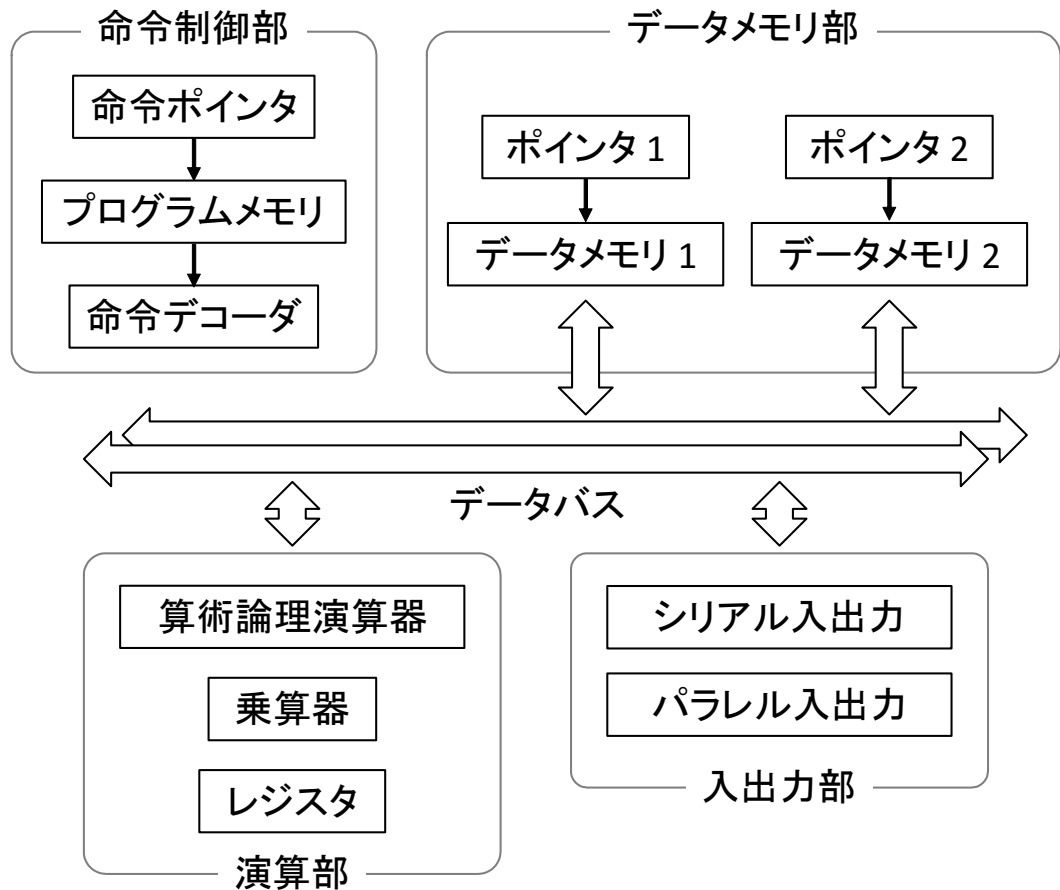 命令制御部
命令ポインタ
プログラムメモリ
命令デコーダ
データメモリ部
ポインタ 1
ポインタ 2
データメモリ 1
データメモリ 2
データバス
算術論理演算器
乗算器
レジスタ
演算部
シリアル入出力
パラレル入出力
入出力部